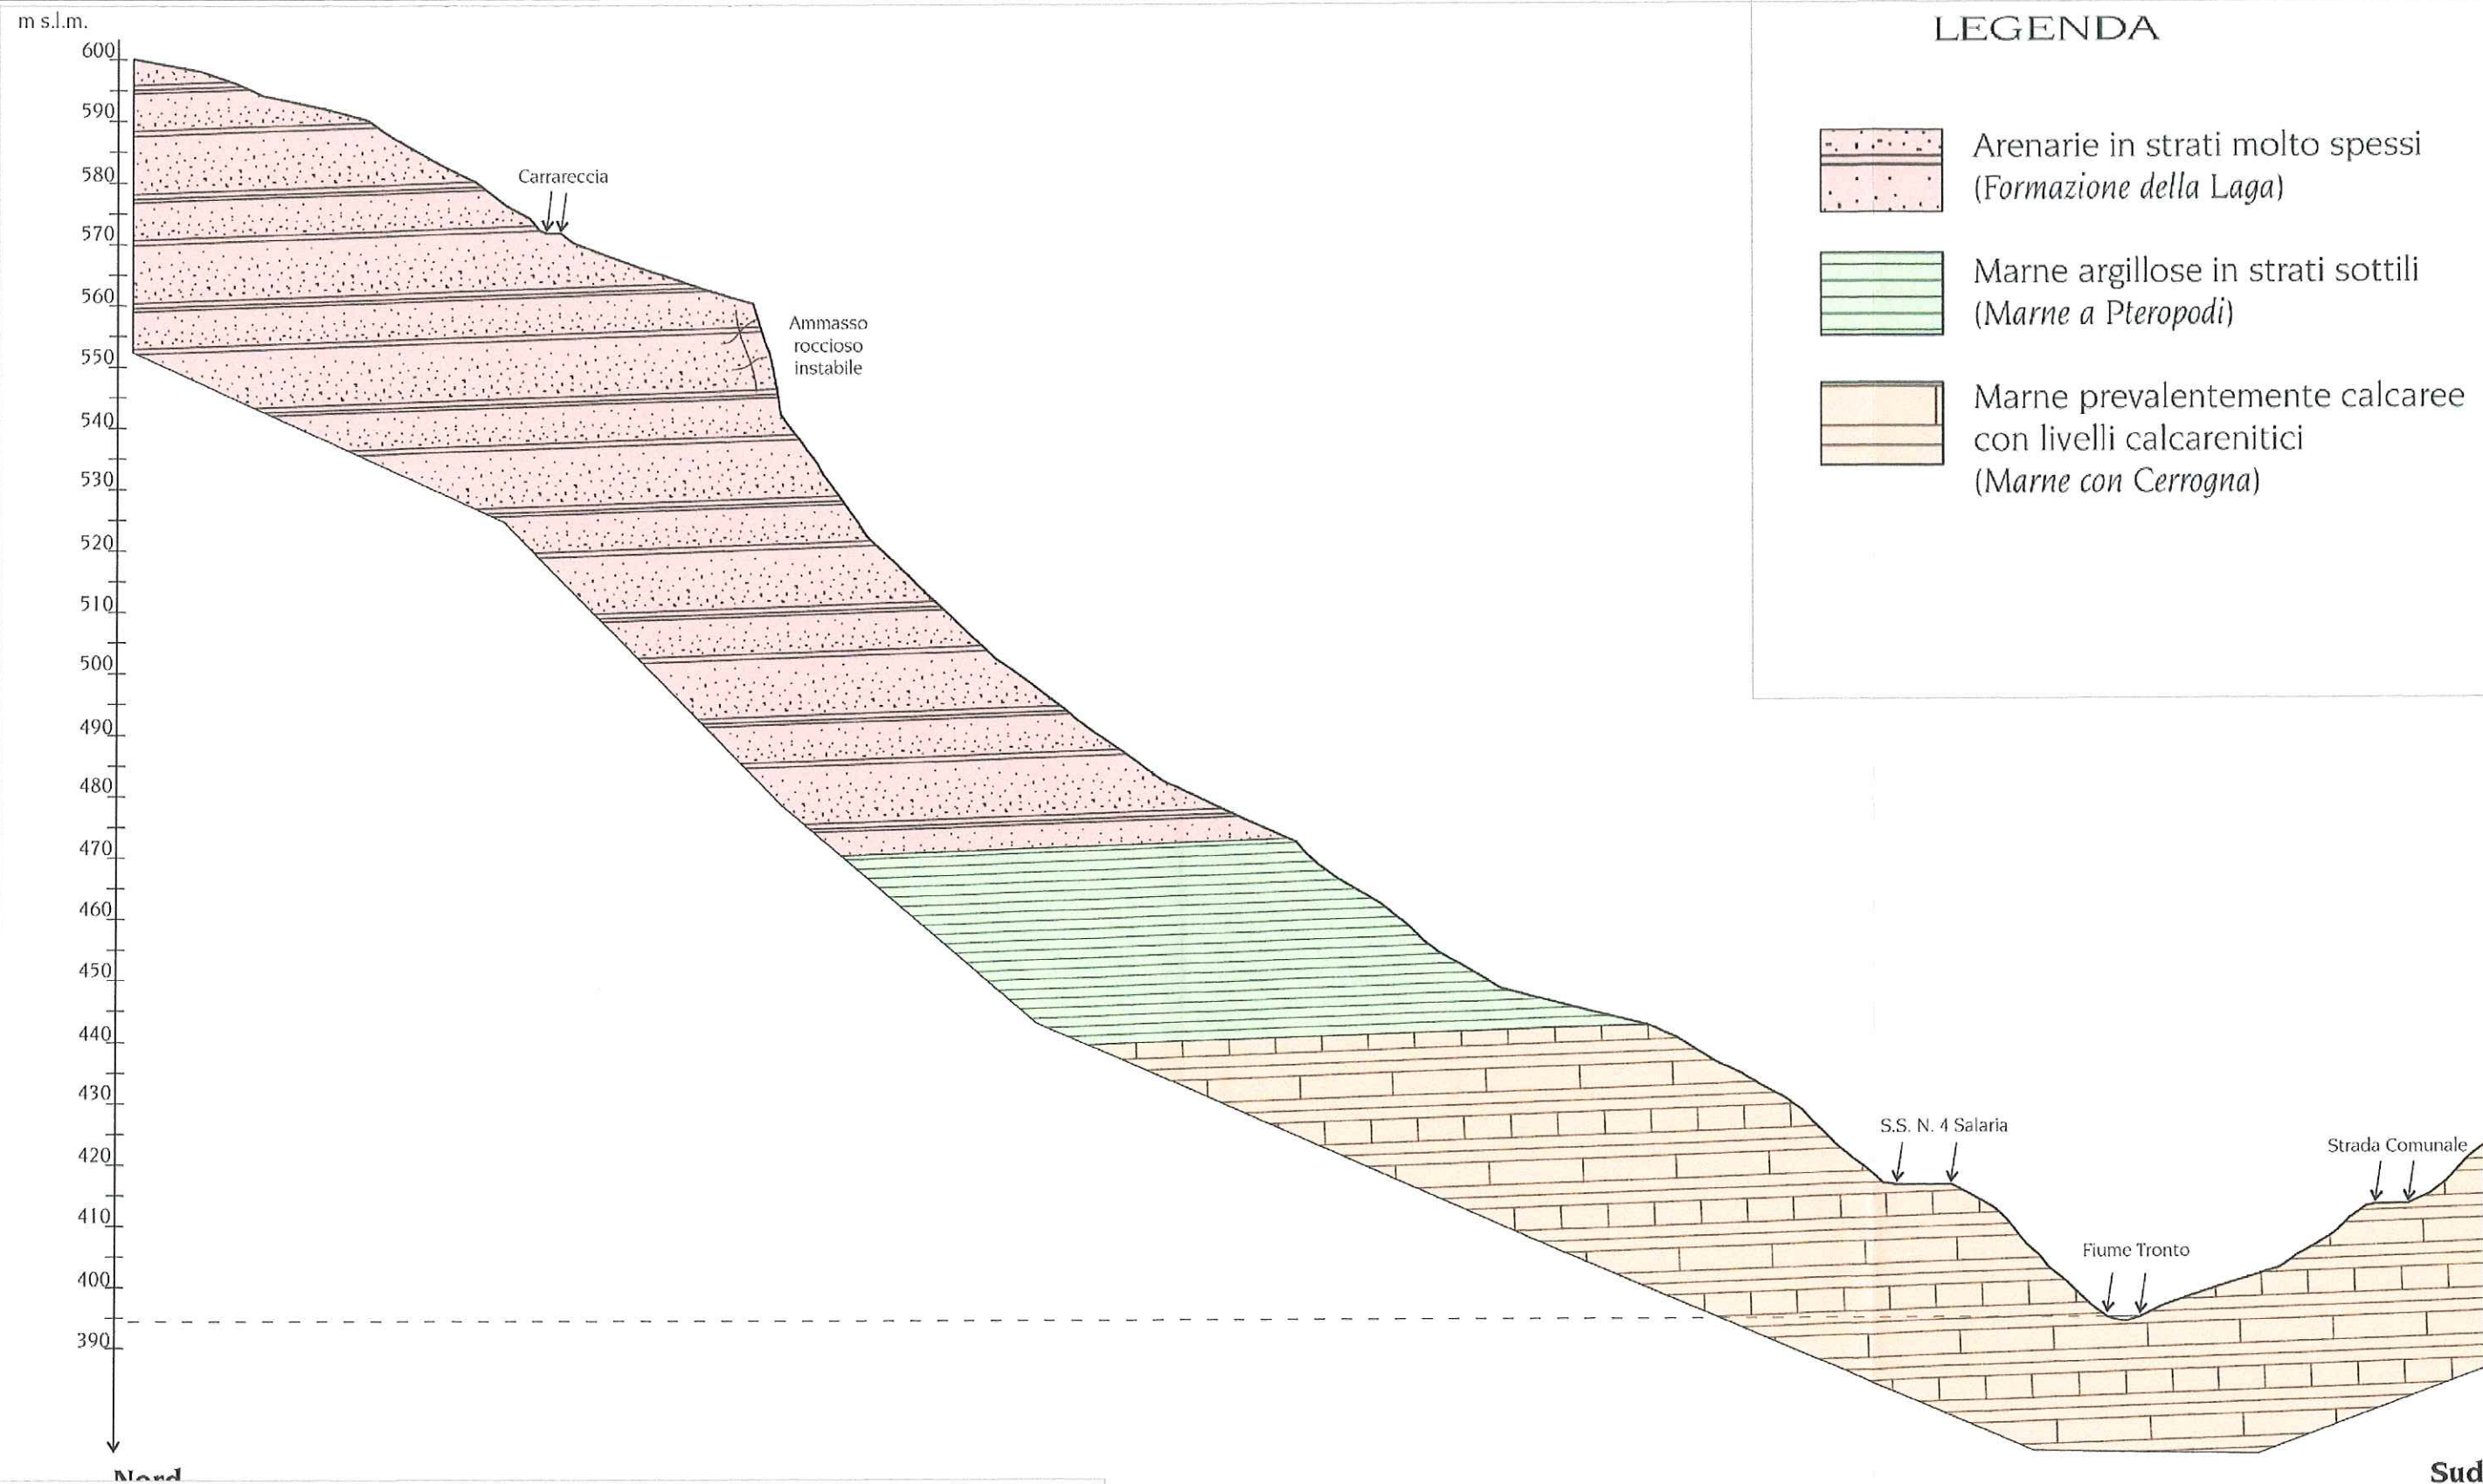 m s.l.m.
600
590
580
570
560
550
540
530
520
510
500
490
480
470
460
450
440
430
420
410
400
390
Carrareccia
Ammasso
roccioso
instabile
S.S. N. 4 Salaria
Strada Comunale
Fiume Tronto
Nord
Sud
LEGENDA
Arenarie in strati molto spessi
(Formazione della Laga)
Marne argillose in strati sottili
(Marne a Pteropodi)
Marne prevalentemente calcaree
con livelli calcarenitici
(Marne con Cerrogna)